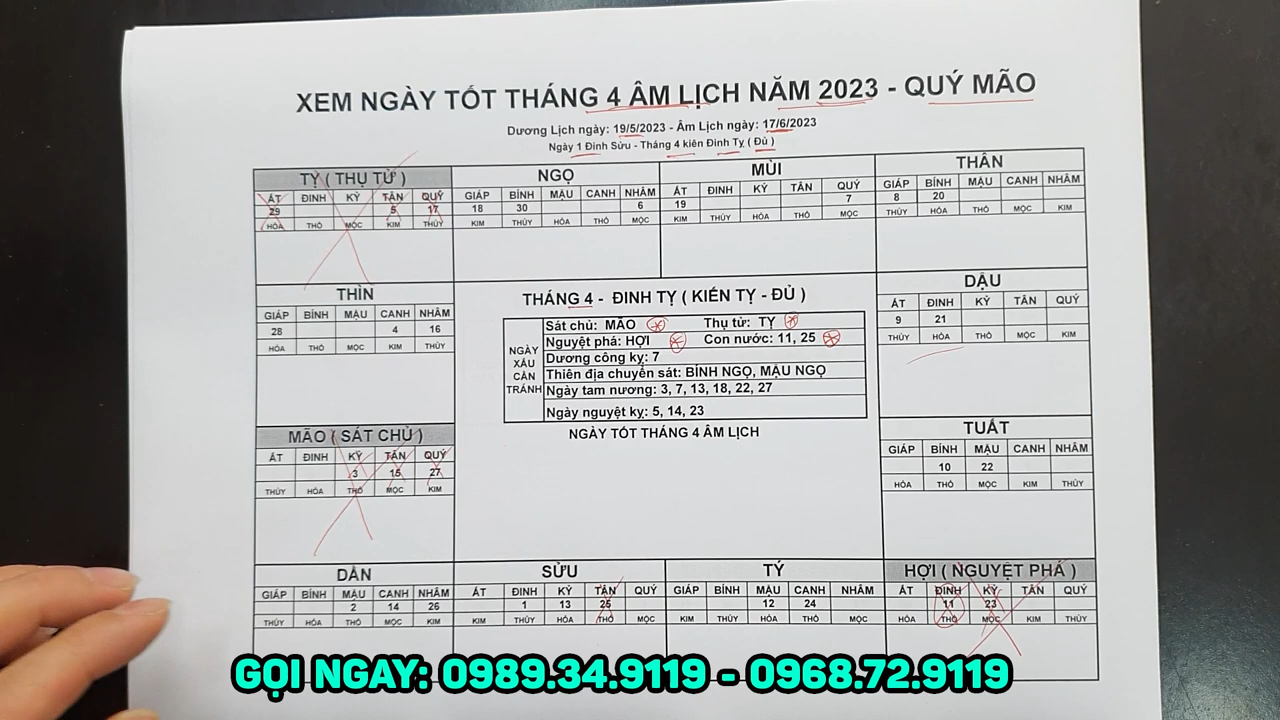 XEM NGÀY TỐT THÁNG 4 ÂM LỊCH NĂM 2023 - QUÝ MÃO
Dương Lịch ngày: 19/5/2023 - Âm Lịch ngày: 17/6/2023
Ngày 1 Đinh Sửu - Tháng 4 kiên Đinh Tỵ ( Đủ )
TỴ ( THỤ TỬ )
ÁT ĐINH KỶ TÂN QUÝ
29 5 17
HỎA THỔ MỘC KIM THỦY
NGỌ
GIÁP BÍNH MẬU CANH NHÂM
18 30 6
KIM THỦY HỎA THỔ MỘC
MÙI
ÁT ĐINH KỶ TÂN QUÝ
19 7
KIM THỦY HỎA THỔ MỘC
THÂN
GIÁP BÍNH MẬU CANH NHÂM
8 20
THỦY HỎA THỔ MỘC KIM
THÌN
GIÁP BÍNH MẬU CANH NHÂM
28 4 16
HỎA THỔ MỘC KIM THỦY
THÁNG 4 - ĐINH TỴ ( KIẾN TỴ - ĐỦ )
NGÀY XẤU CẦN TRÁNH
Sát chủ: MÃO Thụ tử: TỴ
Nguyệt phá: HỢI Con nước: 11, 25
Dương công kỵ: 7
Thiên địa chuyển sát: BÍNH NGỌ, MẬU NGỌ
Ngày tam nương: 3, 7, 13, 18, 22, 27
Ngày nguyệt kỵ: 5, 14, 23
NGÀY TỐT THÁNG 4 ÂM LỊCH
DẬU
ÁT ĐINH KỶ TÂN QUÝ
9 21
THỦY HỎA THỔ MỘC KIM
MÃO ( SÁT CHỦ )
ÁT ĐINH KỶ TÂN QUÝ
3 15 27
THỦY HỎA THỔ MỘC KIM
TUẤT
GIÁP BÍNH MẬU CANH NHÂM
10 22
HỎA THỔ MỘC KIM THỦY
DẦN
GIÁP BÍNH MẬU CANH NHÂM
2 14 26
THỦY HỎA THỔ MỘC KIM
SỬU
ÁT ĐINH KỶ TÂN QUÝ
1 13 25
KIM THỦY HỎA THỔ MỘC
TÝ
GIÁP BÍNH MẬU CANH NHÂM
12 24
KIM THỦY HỎA THỔ MỘC
HỢI ( NGUYỆT PHÁ )
ÁT ĐINH KỶ TÂN QUÝ
11 23
HỎA THỔ MỘC KIM THỦY
GỌI NGAY: 0989.34.9119 - 0968.72.9119